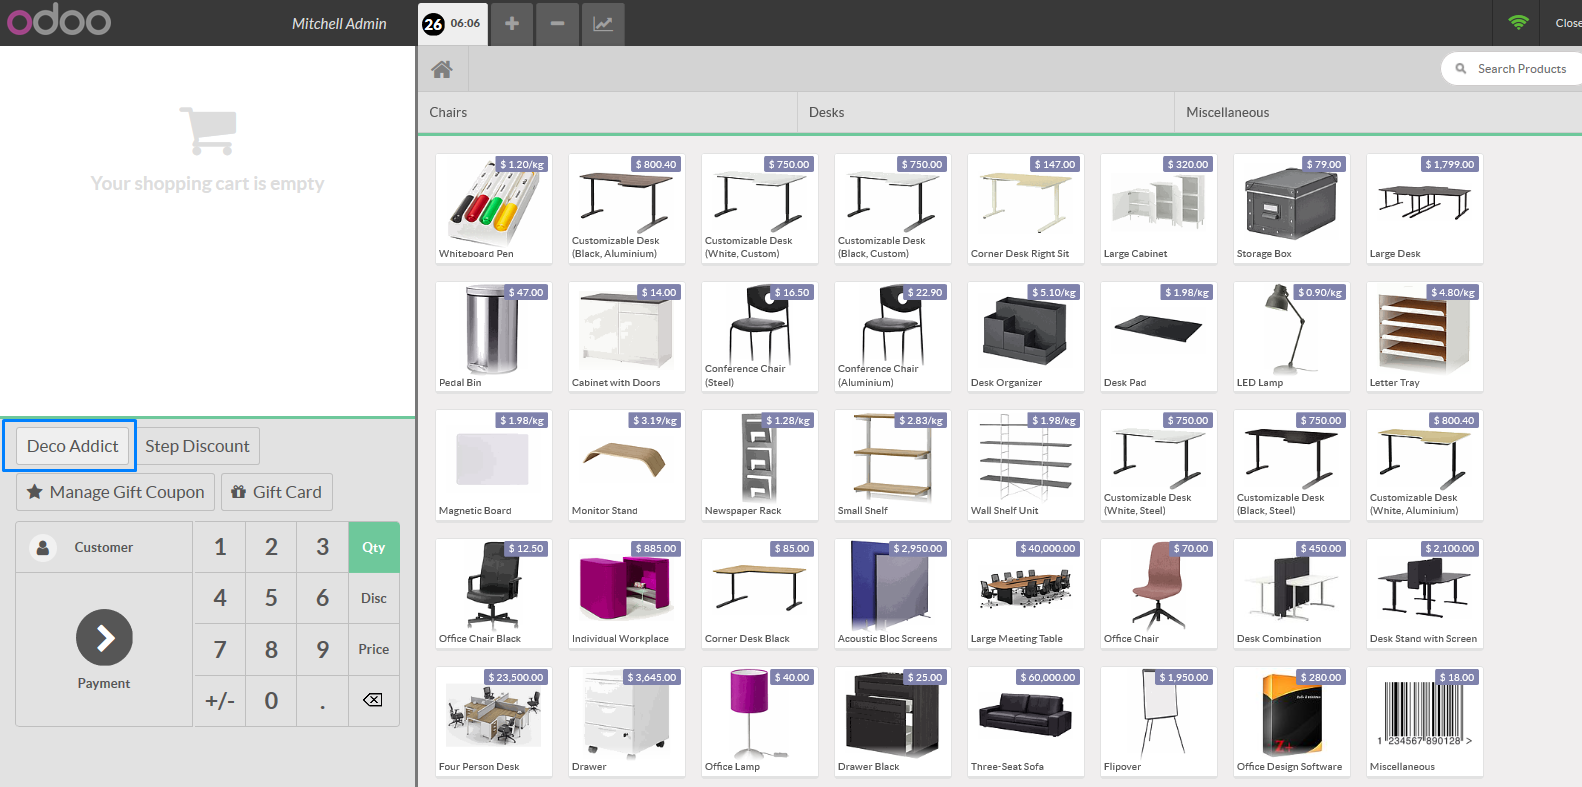 odoo
Mitchell Admin
26 06:06
Close
Search Products
Chairs Desks Miscellaneous
Your shopping cart is empty
$ 1.20/kg $ 800.40 $ 750.00 $ 750.00 $ 147.00 $ 320.00 $ 79.00 $ 1,799.00
Whiteboard Pen
Customizable Desk (Black, Aluminium)
Customizable Desk (White, Custom)
Customizable Desk (Black, Custom)
Corner Desk Right Sit
Large Cabinet
Storage Box
Large Desk
$ 47.00 $ 14.00 $ 16.50 $ 22.90 $ 5.10/kg $ 1.98/kg $ 0.90/kg $ 4.80/kg
Pedal Bin
Cabinet with Doors
Conference Chair (Steel)
Conference Chair (Aluminium)
Desk Organizer
Desk Pad
LED Lamp
Letter Tray
$ 1.98/kg $ 3.19/kg $ 1.28/kg $ 2.83/kg $ 1.98/kg $ 750.00 $ 750.00 $ 800.40
Magnetic Board
Monitor Stand
Newspaper Rack
Small Shelf
Wall Shelf Unit
Customizable Desk (White, Steel)
Customizable Desk (Black, Steel)
Customizable Desk (White, Aluminium)
$ 12.50 $ 885.00 $ 85.00 $ 2,950.00 $ 40,000.00 $ 70.00 $ 450.00 $ 2,100.00
Office Chair Black
Individual Workplace
Corner Desk Black
Acoustic Bloc Screens
Large Meeting Table
Office Chair
Desk Combination
Desk Stand with Screen
$ 23,500.00 $ 3,645.00 $ 40.00 $ 25.00 $ 60,000.00 $ 1,950.00 $ 280.00 $ 18.00
Z+
1 234567 890128 >
Four Person Desk
Drawer
Office Lamp
Drawer Black
Three-Seat Sofa
Flipover
Office Design Software
Miscellaneous
Deco Addict Step Discount
Manage Gift Coupon Gift Card
Customer 1 2 3 Qty
4 5 6 Disc
7 8 9 Price
Payment
+/- 0 .